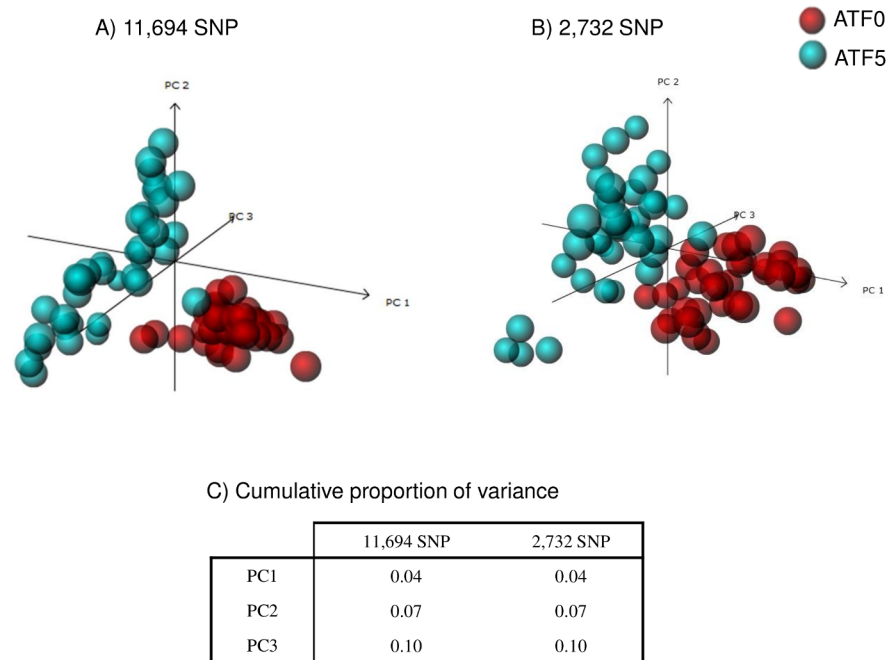 A) 11,694 SNP
B) 2,732 SNP
ATF0
ATF5
PC 2
PC 3
PC 1
PC 2
PC 3
PC 1
C) Cumulative proportion of variance
11,694 SNP 2,732 SNP
PC1 0.04 0.04
PC2 0.07 0.07
PC3 0.10 0.10